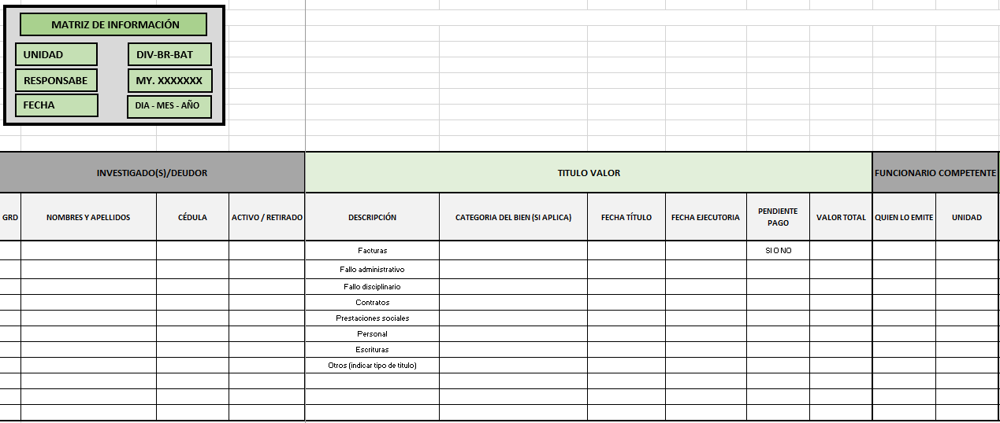 MATRIZ DE INFORMACIÓN
UNIDAD DIV-BR-BAT
RESPONSABE MY. XXXXXXX
FECHA DIA - MES - AÑO
INVESTIGADO(S)/DEUDOR TITULO VALOR FUNCIONARIO COMPETENTE
GRD NOMBRES Y APELLIDOS CÉDULA ACTIVO / RETIRADO DESCRIPCIÓN CATEGORIA DEL BIEN (SI APLICA) FECHA TÍTULO FECHA EJECUTORIA PENDIENTE PAGO VALOR TOTAL QUIEN LO EMITE UNIDAD
Facturas SI O NO
Fallo administrativo
Fallo disciplinario
Contratos
Prestaciones sociales
Personal
Escrituras
Otros (indicar tipo de titulo)